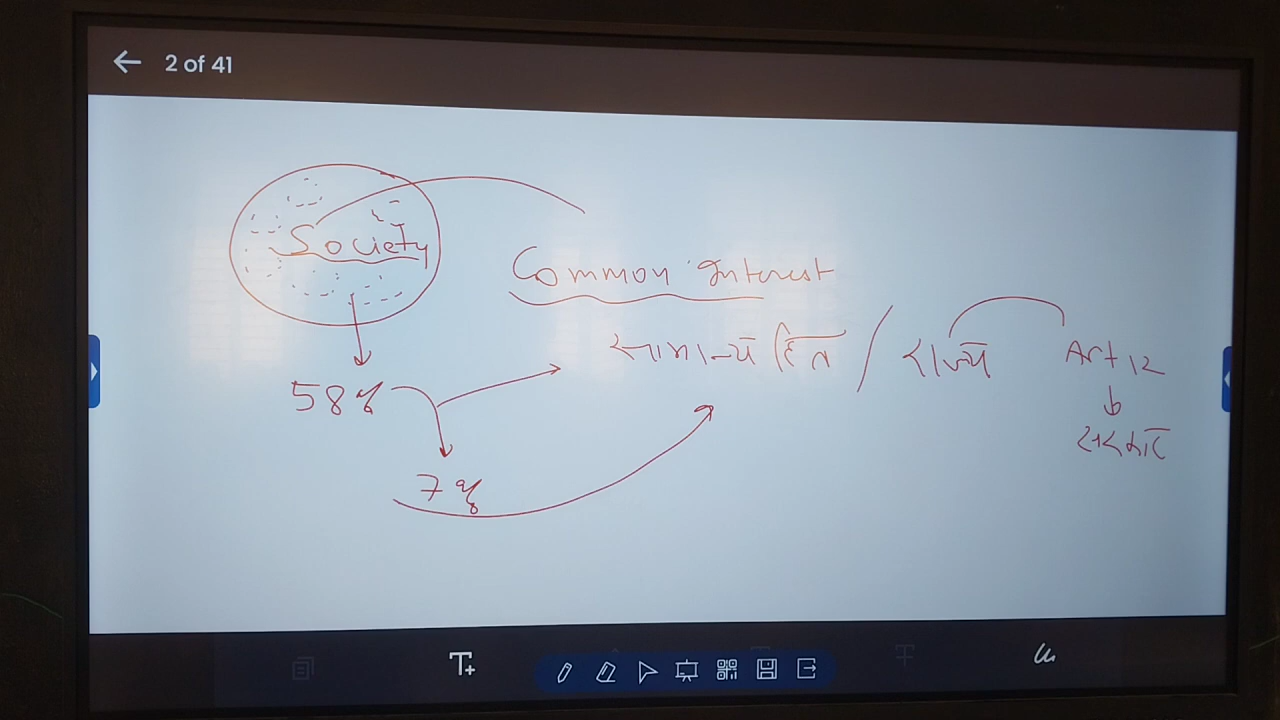 2 of 41
Society
Common Interest
સામાન્ય હિત / રાજ્ય
Art 12
સરકાર
58%
7%